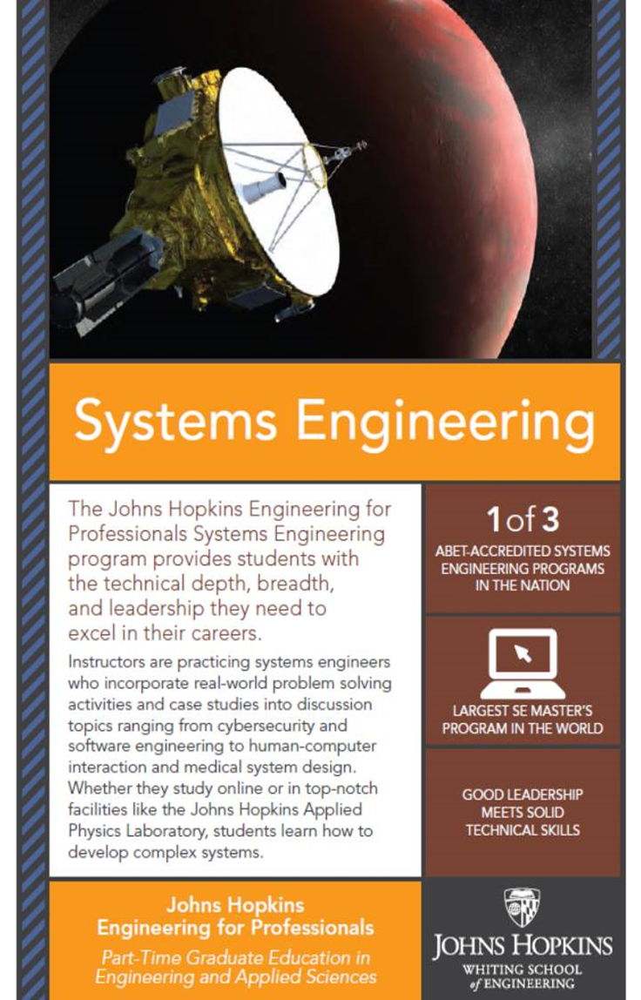 Systems Engineering
The Johns Hopkins Engineering for
Professionals Systems Engineering
program provides students with
the technical depth, breadth,
and leadership they need to
excel in their careers.
Instructors are practicing systems engineers
who incorporate real-world problem solving
activities and case studies into discussion
topics ranging from cybersecurity and
software engineering to human-computer
interaction and medical system design.
Whether they study online or in top-notch
facilities like the Johns Hopkins Applied
Physics Laboratory, students learn how to
develop complex systems.
1 of 3
ABET-ACCREDITED SYSTEMS
ENGINEERING PROGRAMS
IN THE NATION
LARGEST SE MASTER'S
PROGRAM IN THE WORLD
GOOD LEADERSHIP
MEETS SOLID
TECHNICAL SKILLS
Johns Hopkins
Engineering for Professionals
Part-Time Graduate Education in
Engineering and Applied Sciences
JOHNS HOPKINS
WHITING SCHOOL
of ENGINEERING